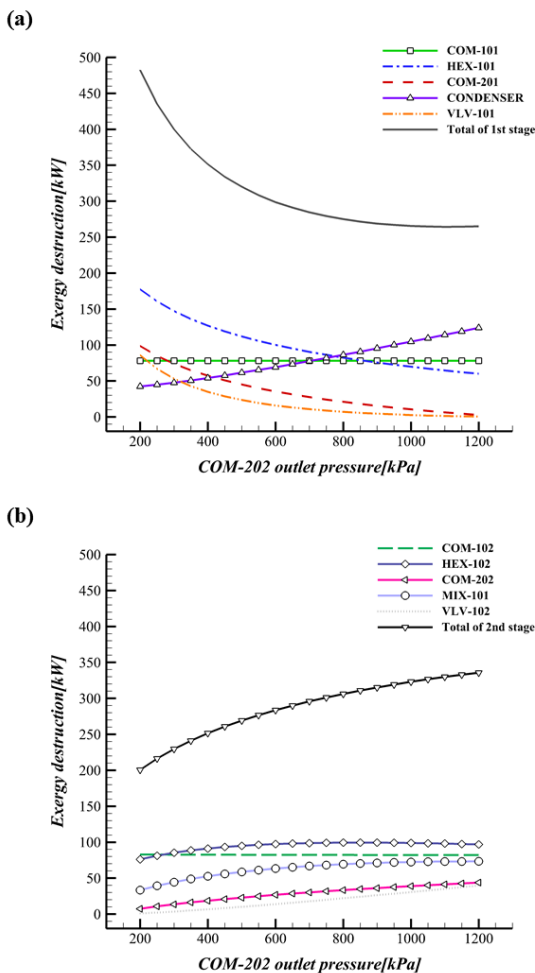 (a)
COM-101
HEX-101
COM-201
CONDENSER
VLV-101
Total of 1st stage
Exergy destruction[kW]
500
450
400
350
300
250
200
150
100
50
0
200 400 600 800 1000 1200
COM-202 outlet pressure[kPa]
(b)
COM-102
HEX-102
COM-202
MIX-101
VLV-102
Total of 2nd stage
Exergy destruction[kW]
500
450
400
350
300
250
200
150
100
50
0
200 400 600 800 1000 1200
COM-202 outlet pressure[kPa]